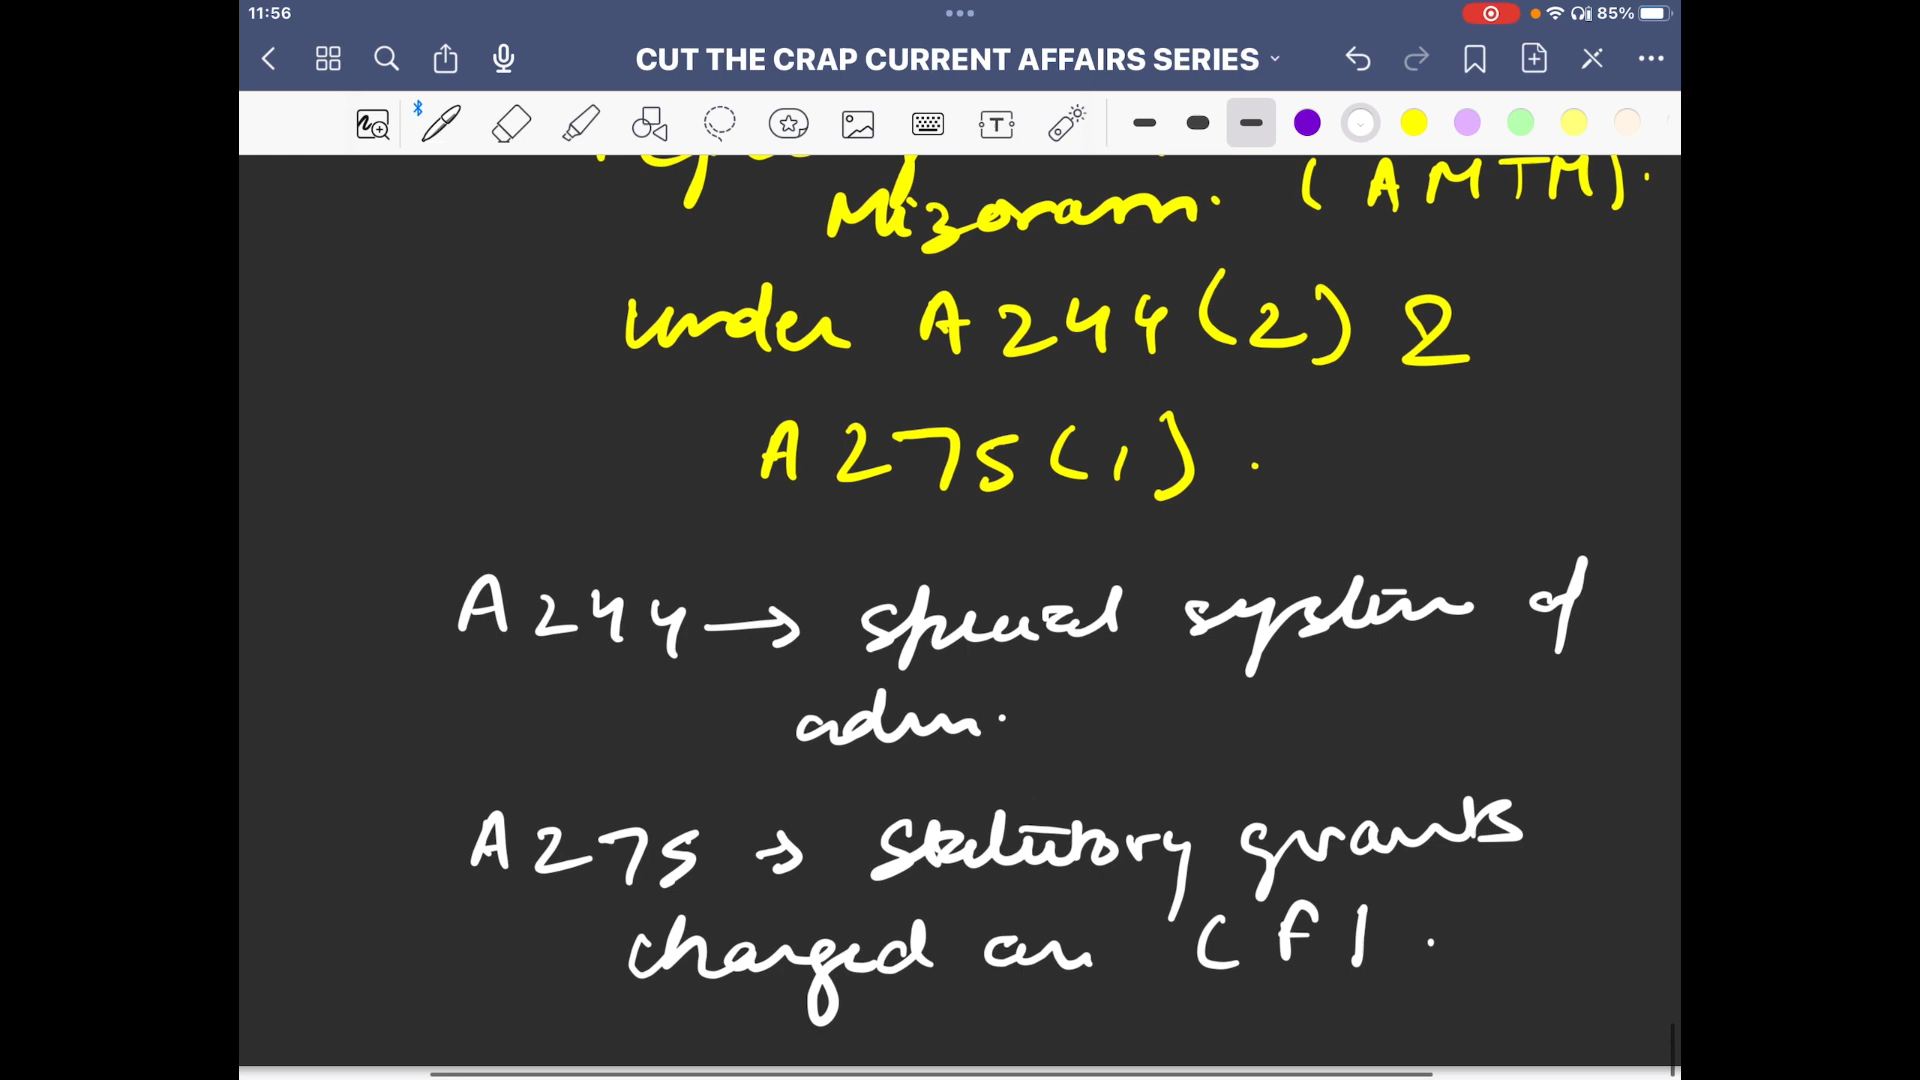 11:56
85%
CUT THE CRAP CURRENT AFFAIRS SERIES
Mizoram. (AMTM).
under A244(2) &
A275(1).
A244 → special system of
adm.
A275 → statutory grants
charged on CFI.